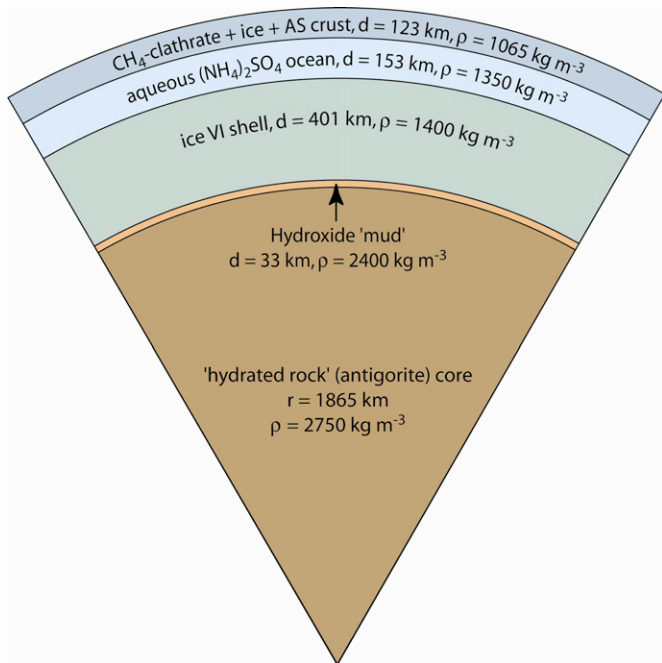 CH₄-clathrate + ice + AS crust, d = 123 km, ρ = 1065 kg m⁻³
aqueous (NH₄)₂SO₄ ocean, d = 153 km, ρ = 1350 kg m⁻³
ice VI shell, d = 401 km, ρ = 1400 kg m⁻³
Hydroxide 'mud'
d = 33 km, ρ = 2400 kg m⁻³
'hydrated rock' (antigorite) core
r = 1865 km
ρ = 2750 kg m⁻³